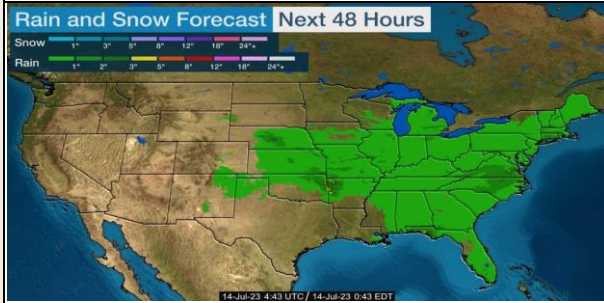 Rain and Snow Forecast Next 48 Hours
Snow
1" 3" 5" 8" 12" 18" 24"+
Rain
1" 2" 3" 5" 8" 12" 18" 24"+
14-Jul-23 4:43 UTC / 14-Jul-23 0:43 EDT